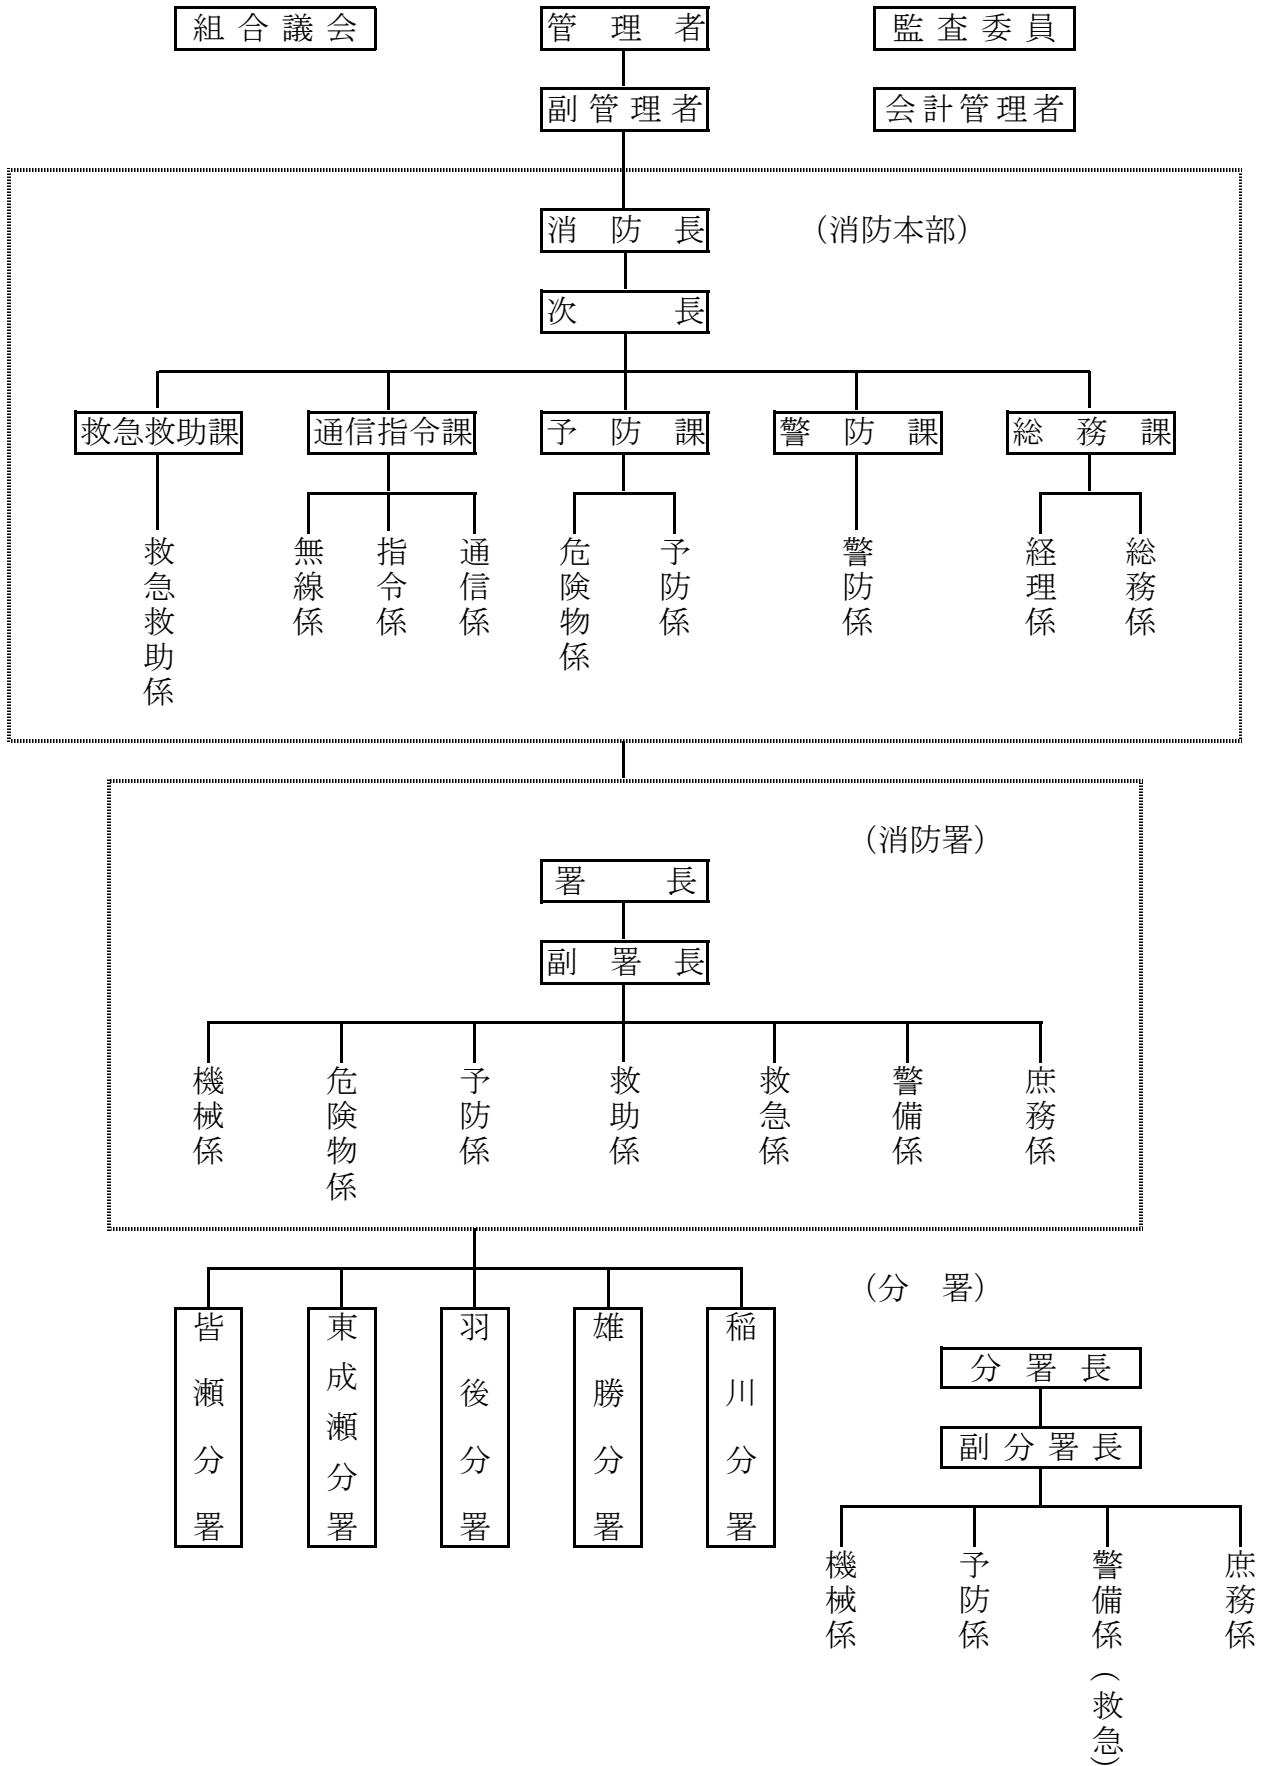 組合議会
管理者
監査委員
副管理者
会計管理者
消防長
（消防本部）
次長
救急救助課
通信指令課
予防課
警防課
総務課
救急救助係
無線係
指令係
通信係
危険物係
予防係
警防係
経理係
総務係
（消防署）
署長
副署長
機械係
危険物係
予防係
救助係
救急係
警備係
庶務係
（分　署）
皆瀬分署
東成瀬分署
羽後分署
雄勝分署
稲川分署
分署長
副分署長
機械係
予防係
警備係（救急）
庶務係